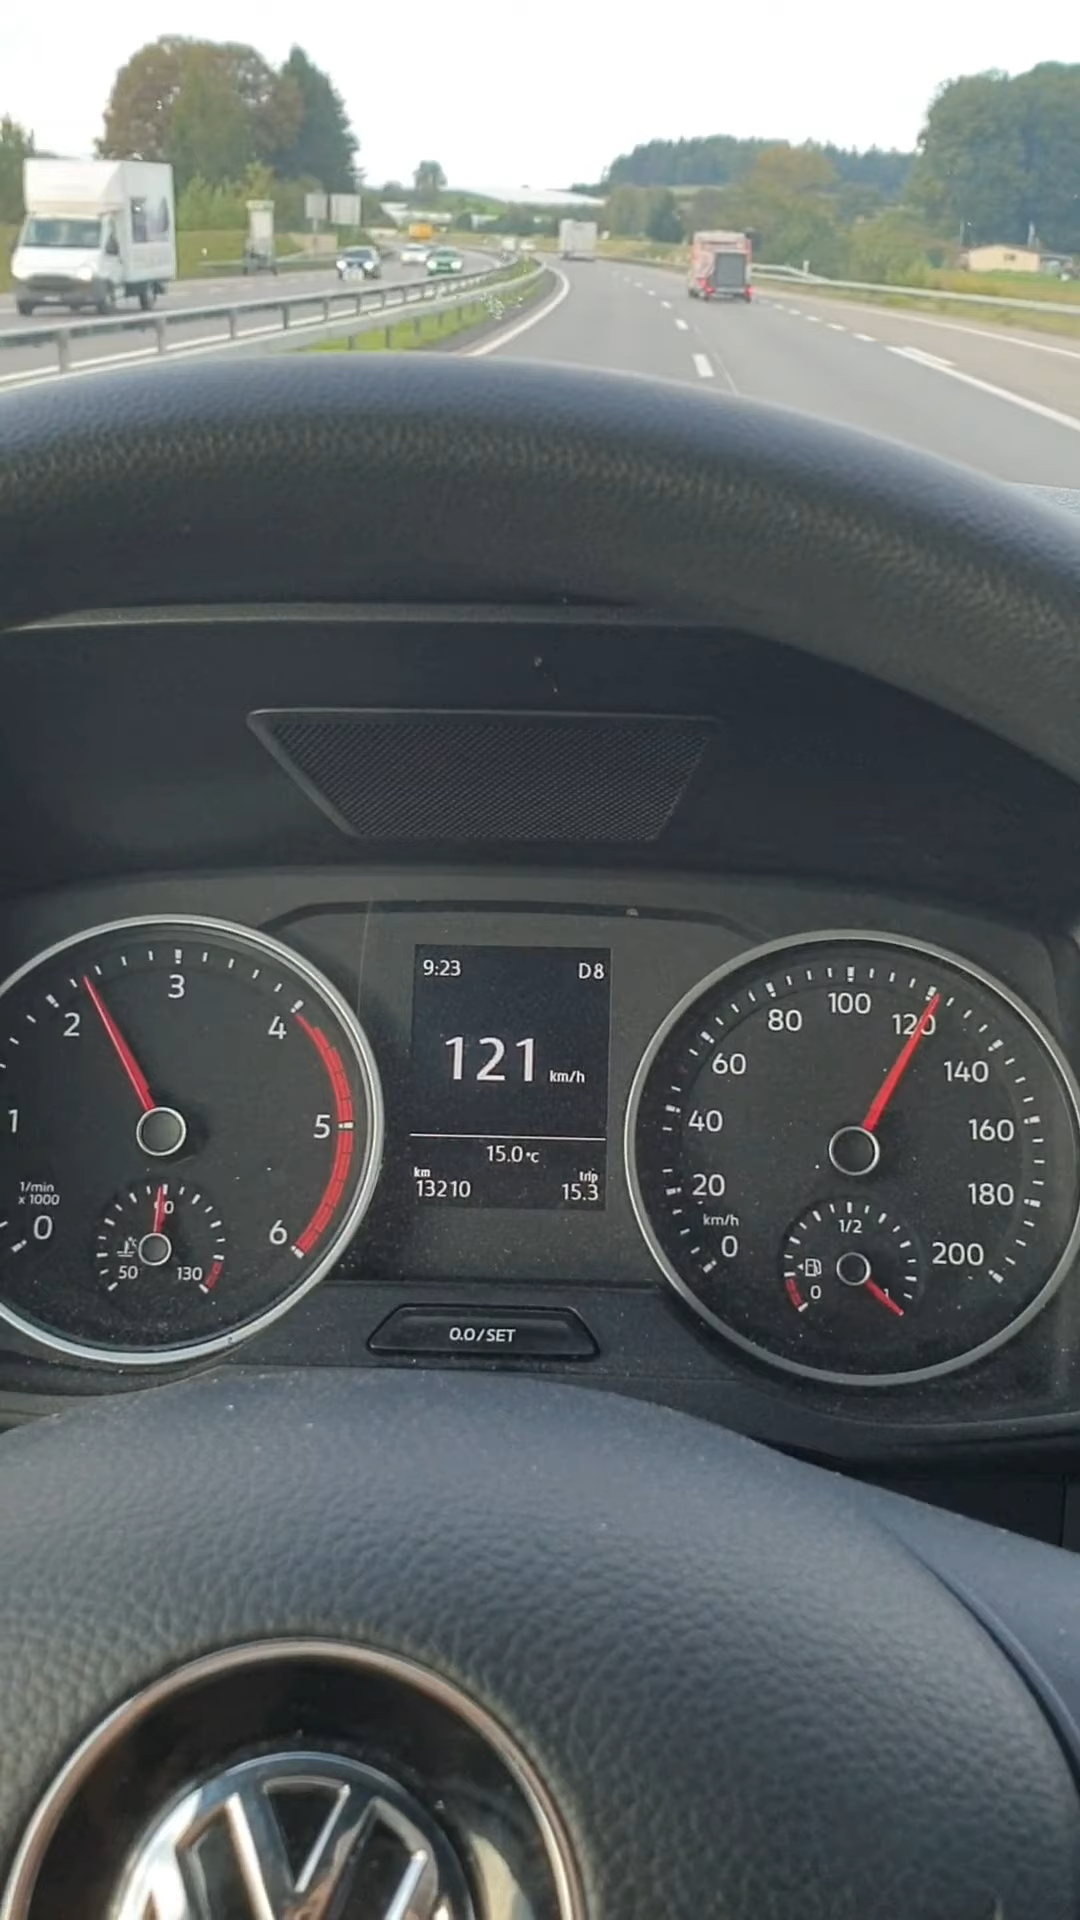 9:23 D8
121 km/h
15.0°C
km trip
13210 15.3
0 1 2 3 4 5 6
1/min
x 1000
50 90 130
0 20 40 60 80 100 120 140 160 180 200
km/h
0 1/2 1
0.0/SET